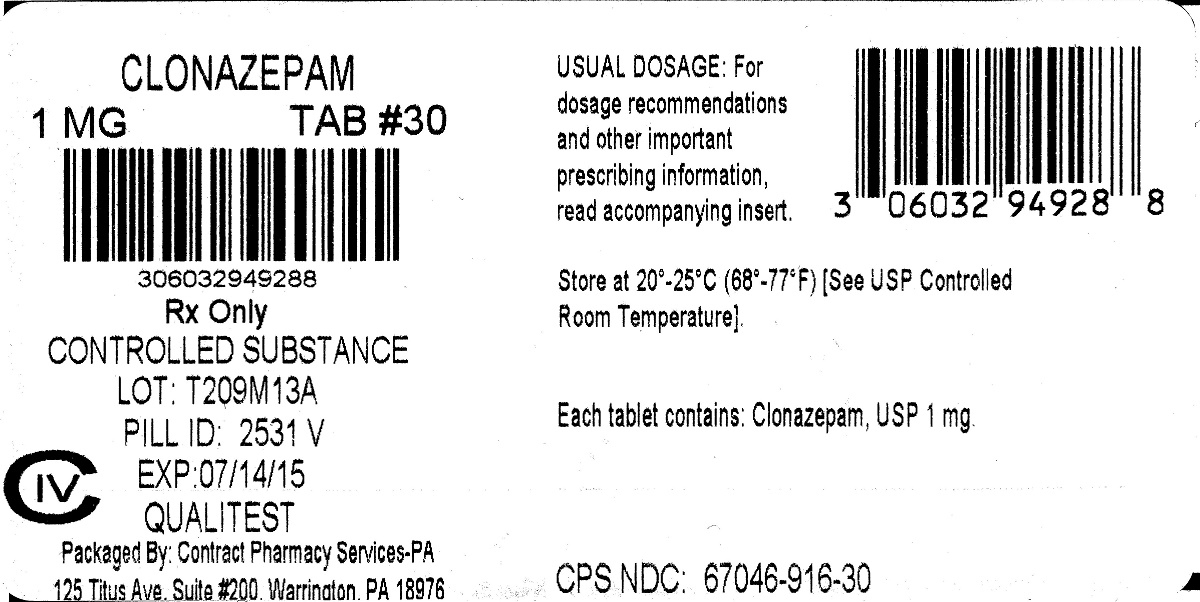 CLONAZEPAM
1 MG TAB #30
306032949288
Rx Only
CONTROLLED SUBSTANCE
LOT: T209M13A
PILL ID: 2531 V
CIV
EXP:07/14/15
QUALITEST
Packaged By: Contract Pharmacy Services-PA
125 Titus Ave. Suite #200. Warrington, PA 18976
USUAL DOSAGE: For
dosage recommendations
and other important
prescribing information,
read accompanying insert.
3 06032 94928 8
Store at 20°-25°C (68°-77°F) [See USP Controlled
Room Temperature].
Each tablet contains: Clonazepam, USP 1 mg.
CPS NDC: 67046-916-30